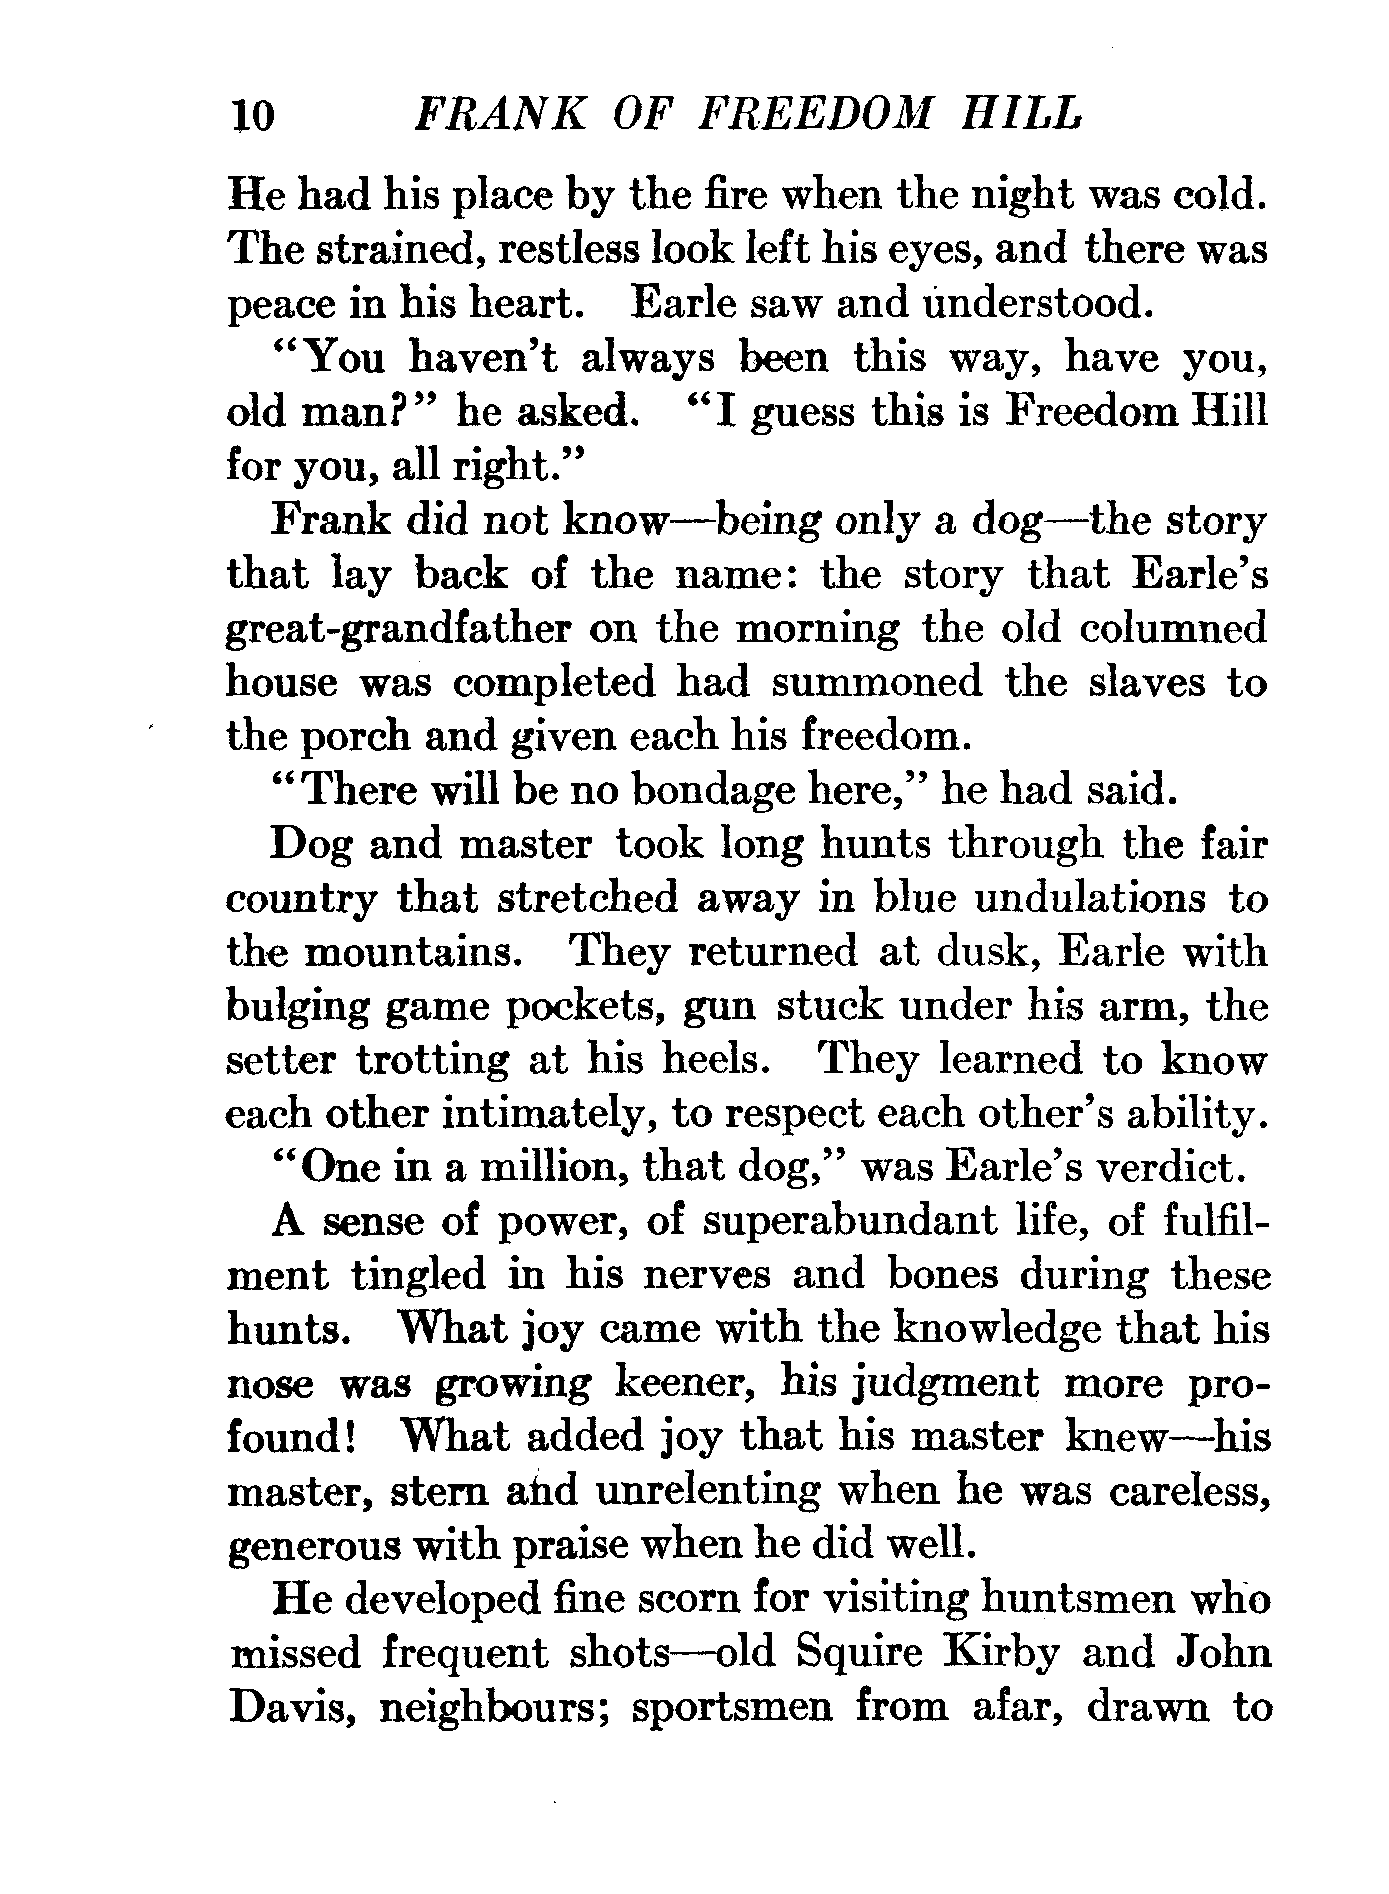 10 FRANK OF FREEDOM HILL
He had his place by the fire when the night was cold.
The strained, restless look left his eyes, and there was
peace in his heart. Earle saw and understood.
“You haven’t always been this way, have you,
old man?” he asked. “I guess this is Freedom Hill
for you, all right.”
Frank did not know—being only a dog—the story
that lay back of the name: the story that Earle’s
great-grandfather on the morning the old columned
house was completed had summoned the slaves to
the porch and given each his freedom.
“There will be no bondage here,” he had said.
Dog and master took long hunts through the fair
country that stretched away in blue undulations to
the mountains. They returned at dusk, Earle with
bulging game pockets, gun stuck under his arm, the
setter trotting at his heels. They learned to know
each other intimately, to respect each other’s ability.
“One in a million, that dog,” was Earle’s verdict.
A sense of power, of superabundant life, of fulfil-
ment tingled in his nerves and bones during these
hunts. What joy came with the knowledge that his
nose was growing keener, his judgment more pro-
found! What added joy that his master knew—his
master, stern and unrelenting when he was careless,
generous with praise when he did well.
He developed fine scorn for visiting huntsmen who
missed frequent shots—old Squire Kirby and John
Davis, neighbours; sportsmen from afar, drawn to